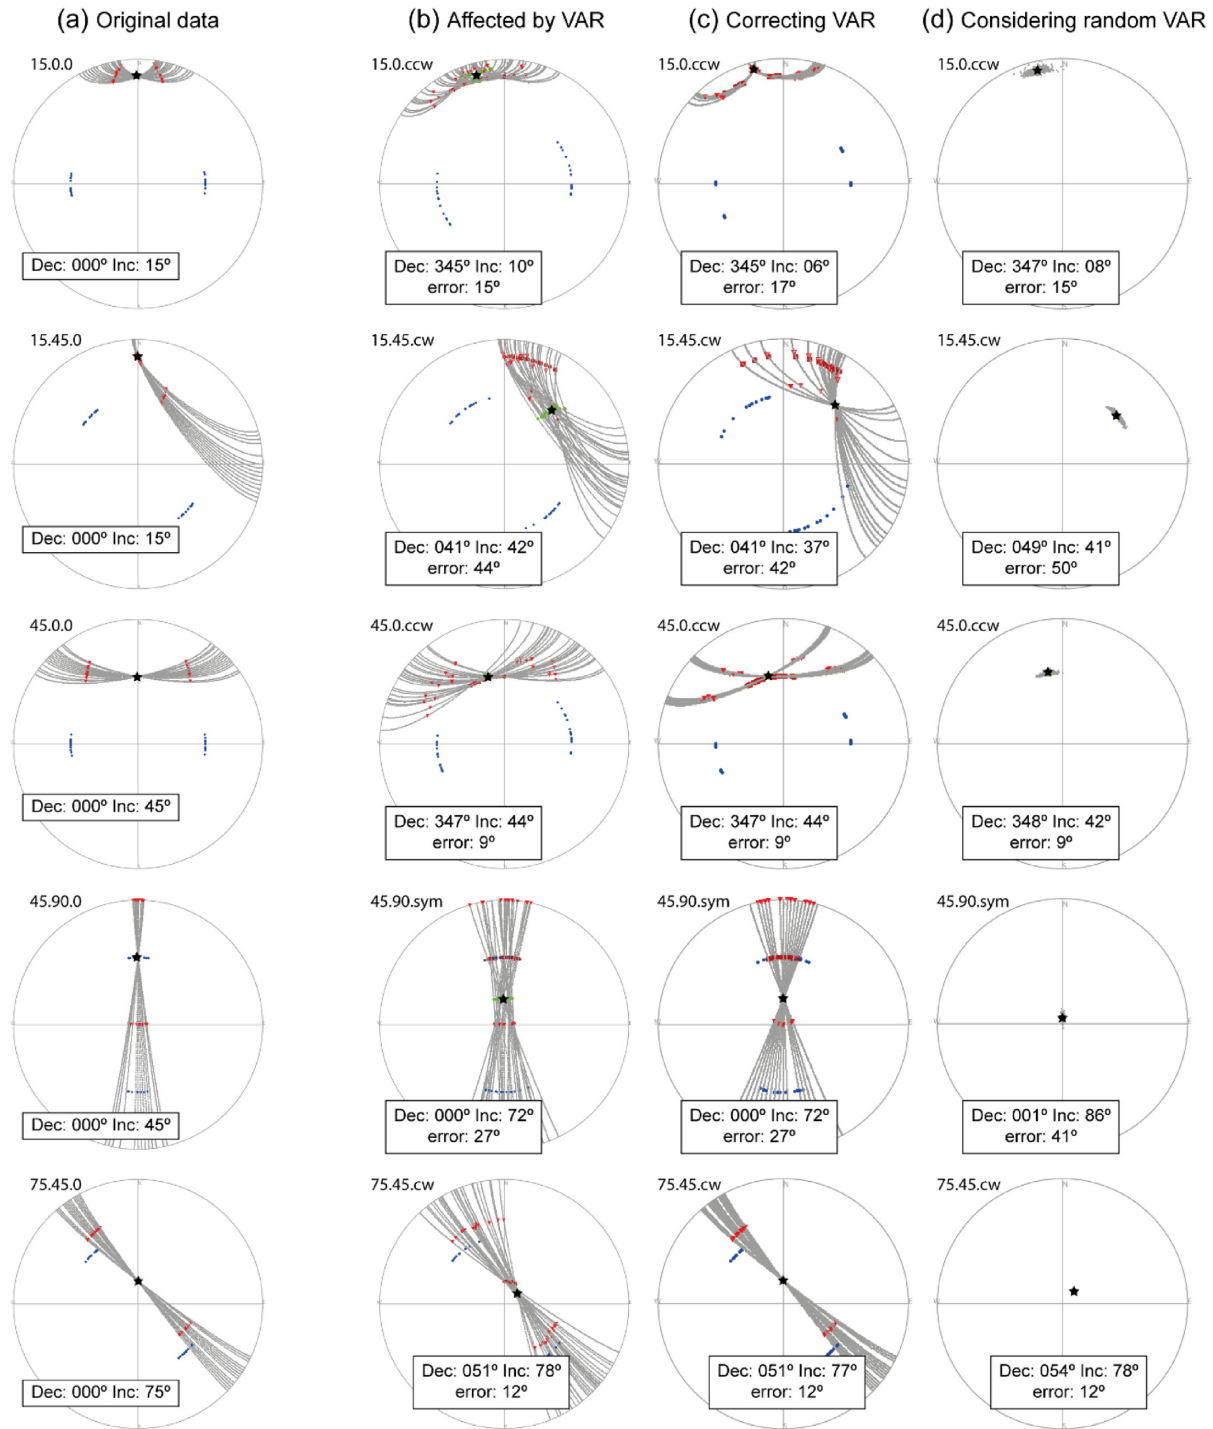 (a) Original data
(b) Affected by VAR
(c) Correcting VAR
(d) Considering random VAR
15.0.0
15.0.ccw
15.0.ccw
15.0.ccw
Dec: 000º Inc: 15º
Dec: 345º Inc: 10º
error: 15º
Dec: 345º Inc: 06º
error: 17º
Dec: 347º Inc: 08º
error: 15º
15.45.0
15.45.cw
15.45.cw
15.45.cw
Dec: 000º Inc: 15º
Dec: 041º Inc: 42º
error: 44º
Dec: 041º Inc: 37º
error: 42º
Dec: 049º Inc: 41º
error: 50º
45.0.0
45.0.ccw
45.0.ccw
45.0.ccw
Dec: 000º Inc: 45º
Dec: 347º Inc: 44º
error: 9º
Dec: 347º Inc: 44º
error: 9º
Dec: 348º Inc: 42º
error: 9º
45.90.0
45.90.sym
45.90.sym
45.90.sym
Dec: 000º Inc: 45º
Dec: 000º Inc: 72º
error: 27º
Dec: 000º Inc: 72º
error: 27º
Dec: 001º Inc: 86º
error: 41º
75.45.0
75.45.cw
75.45.cw
75.45.cw
Dec: 000º Inc: 75º
Dec: 051º Inc: 78º
error: 12º
Dec: 051º Inc: 77º
error: 12º
Dec: 054º Inc: 78º
error: 12º